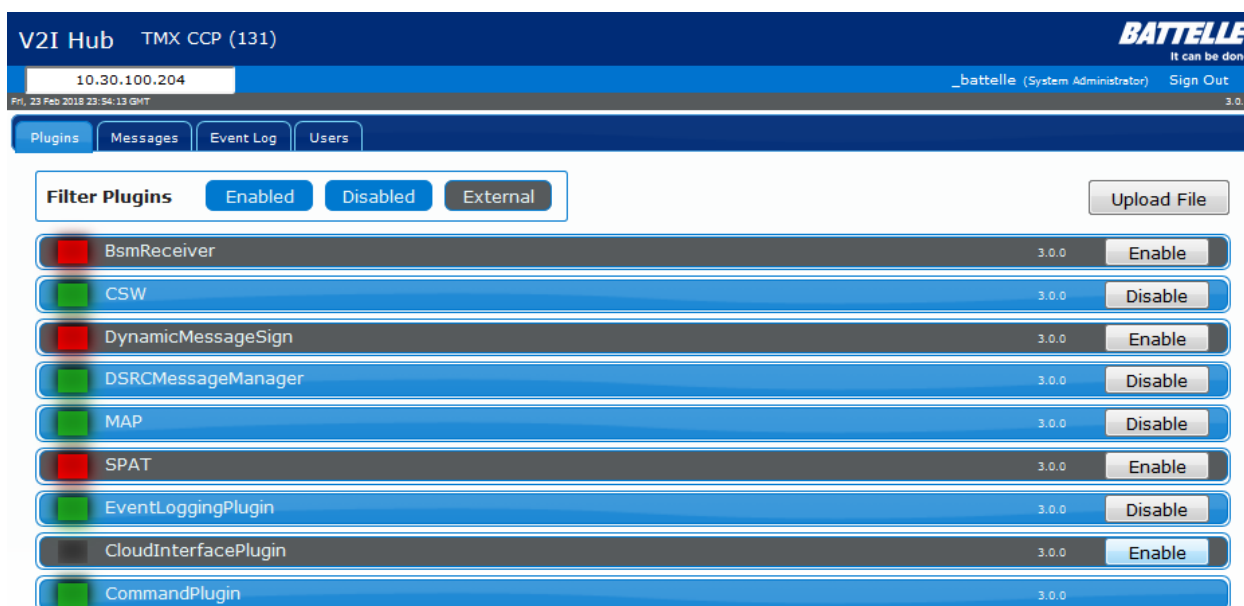 V2I Hub TMX CCP (131) BATTELLE
It can be don
10.30.100.204 _battelle (System Administrator) Sign Out
Fri, 23 Feb 2018 23:54:13 GMT 3.0.
Plugins Messages Event Log Users
Filter Plugins Enabled Disabled External Upload File
BsmReceiver 3.0.0 Enable
CSW 3.0.0 Disable
DynamicMessageSign 3.0.0 Enable
DSRCMessageManager 3.0.0 Disable
MAP 3.0.0 Disable
SPAT 3.0.0 Enable
EventLoggingPlugin 3.0.0 Disable
CloudInterfacePlugin 3.0.0 Enable
CommandPlugin 3.0.0